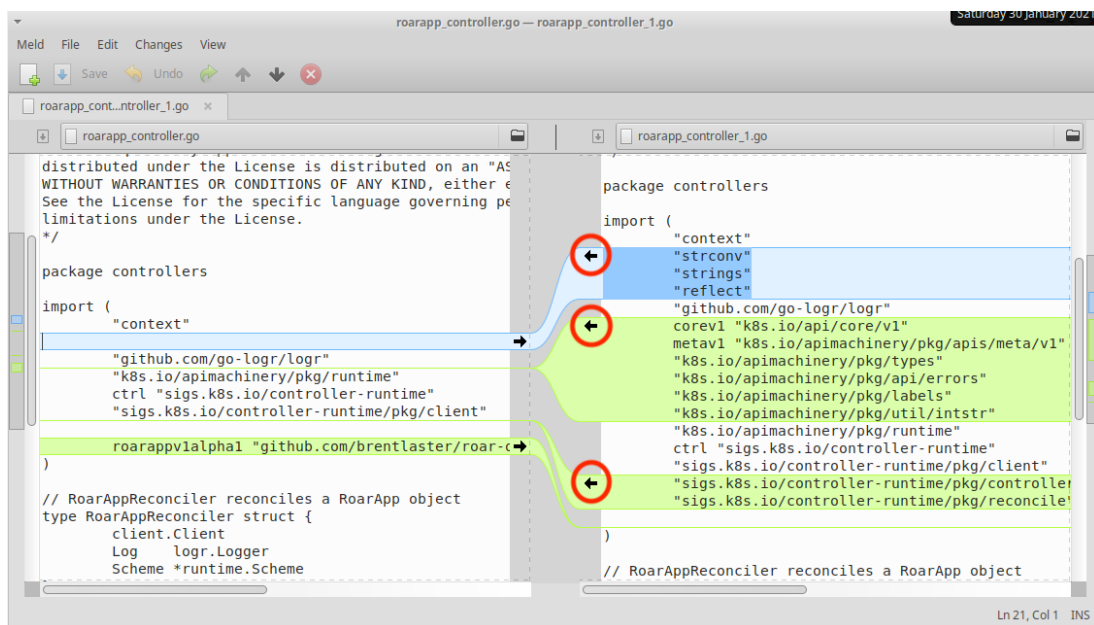 roarapp_controller.go — roarapp_controller_1.go
Saturday 30 January 2021
Meld File Edit Changes View
Save Undo
roarapp_cont...ntroller_1.go ×
roarapp_controller.go
distributed under the License is distributed on an "AS
WITHOUT WARRANTIES OR CONDITIONS OF ANY KIND, either e
See the License for the specific language governing pe
limitations under the License.
*/
package controllers
import (
"context"
"github.com/go-logr/logr"
"k8s.io/apimachinery/pkg/runtime"
ctrl "sigs.k8s.io/controller-runtime"
"sigs.k8s.io/controller-runtime/pkg/client"
roarappv1alpha1 "github.com/brentlaster/roar-c
)
// RoarAppReconciler reconciles a RoarApp object
type RoarAppReconciler struct {
client.Client
Log logr.Logger
Scheme *runtime.Scheme
roarapp_controller_1.go
package controllers
import (
"context"
"strconv"
"strings"
"reflect"
"github.com/go-logr/logr"
corev1 "k8s.io/api/core/v1"
metav1 "k8s.io/apimachinery/pkg/apis/meta/v1"
"k8s.io/apimachinery/pkg/types"
"k8s.io/apimachinery/pkg/api/errors"
"k8s.io/apimachinery/pkg/labels"
"k8s.io/apimachinery/pkg/util/intstr"
"k8s.io/apimachinery/pkg/runtime"
ctrl "sigs.k8s.io/controller-runtime"
"sigs.k8s.io/controller-runtime/pkg/client"
"sigs.k8s.io/controller-runtime/pkg/controller
"sigs.k8s.io/controller-runtime/pkg/reconcile"
)
// RoarAppReconciler reconciles a RoarApp object
Ln 21, Col 1 INS